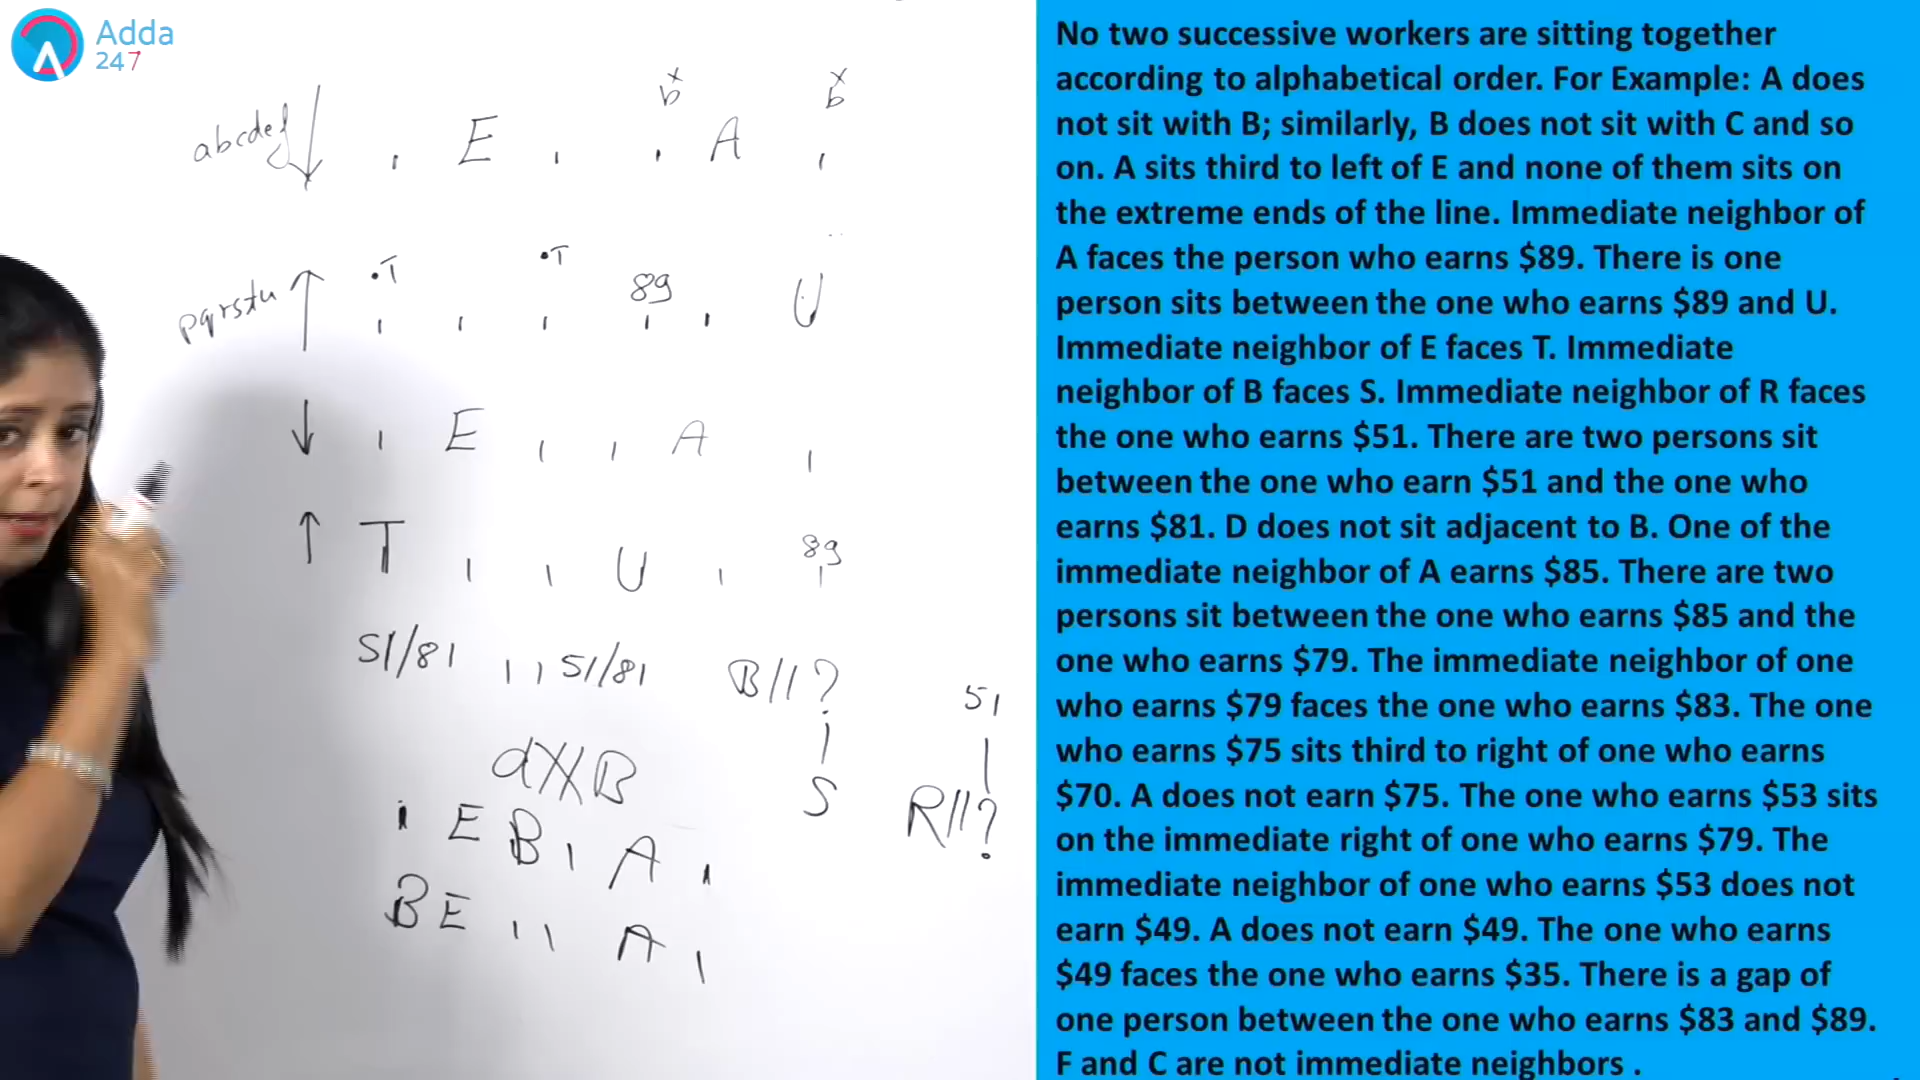 Adda
247
x x
b b
abcdef E A
T T
pqrstu 89 U
E A
T U 89
51//81 51//81 B//? 51
d B S
E B A R//?
B E A
No two successive workers are sitting together
according to alphabetical order. For Example: A does
not sit with B; similarly, B does not sit with C and so
on. A sits third to left of E and none of them sits on
the extreme ends of the line. Immediate neighbor of
A faces the person who earns $89. There is one
person sits between the one who earns $89 and U.
Immediate neighbor of E faces T. Immediate
neighbor of B faces S. Immediate neighbor of R faces
the one who earns $51. There are two persons sit
between the one who earn $51 and the one who
earns $81. D does not sit adjacent to B. One of the
immediate neighbor of A earns $85. There are two
persons sit between the one who earns $85 and the
one who earns $79. The immediate neighbor of one
who earns $79 faces the one who earns $83. The one
who earns $75 sits third to right of one who earns
$70. A does not earn $75. The one who earns $53 sits
on the immediate right of one who earns $79. The
immediate neighbor of one who earns $53 does not
earn $49. A does not earn $49. The one who earns
$49 faces the one who earns $35. There is a gap of
one person between the one who earns $83 and $89.
F and C are not immediate neighbors .